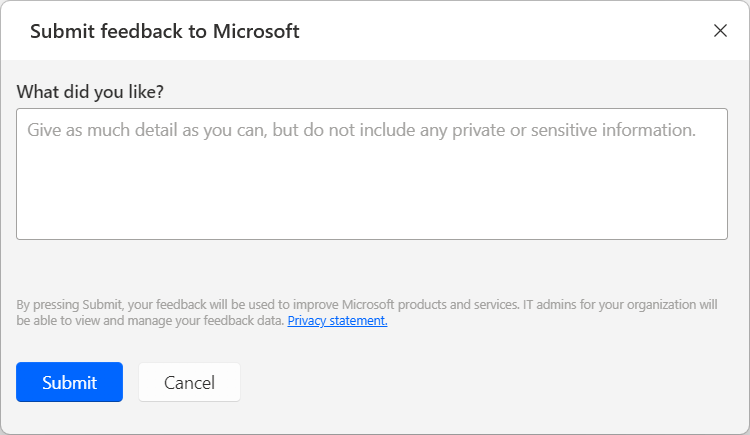 Submit feedback to Microsoft
What did you like?
Give as much detail as you can, but do not include any private or sensitive information.
By pressing Submit, your feedback will be used to improve Microsoft products and services. IT admins for your organization will
be able to view and manage your feedback data. Privacy statement.
Submit
Cancel